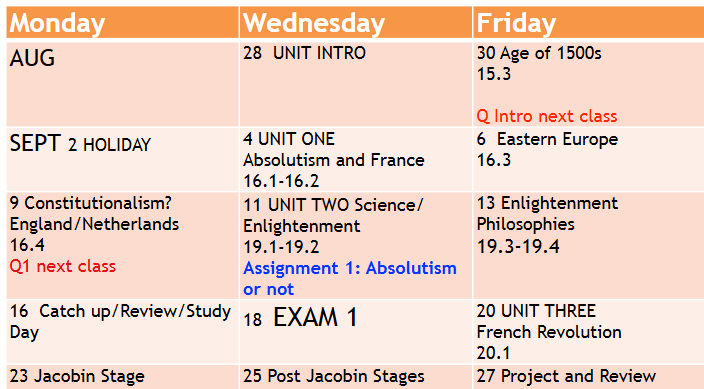 Monday
Wednesday
Friday
AUG
28  UNIT INTRO
30 Age of 1500s
15.3
Q Intro next class
SEPT 2 HOLIDAY
4 UNIT ONE
Absolutism and France
16.1-16.2
6  Eastern Europe
16.3
9 Constitutionalism?
England/Netherlands
16.4
Q1 next class
11 UNIT TWO Science/
Enlightenment
19.1-19.2
Assignment 1: Absolutism
or not
13 Enlightenment
Philosophies
19.3-19.4
16  Catch up/Review/Study
Day
18  EXAM 1
20 UNIT THREE
French Revolution
20.1
23 Jacobin Stage
25 Post Jacobin Stages
27 Project and Review